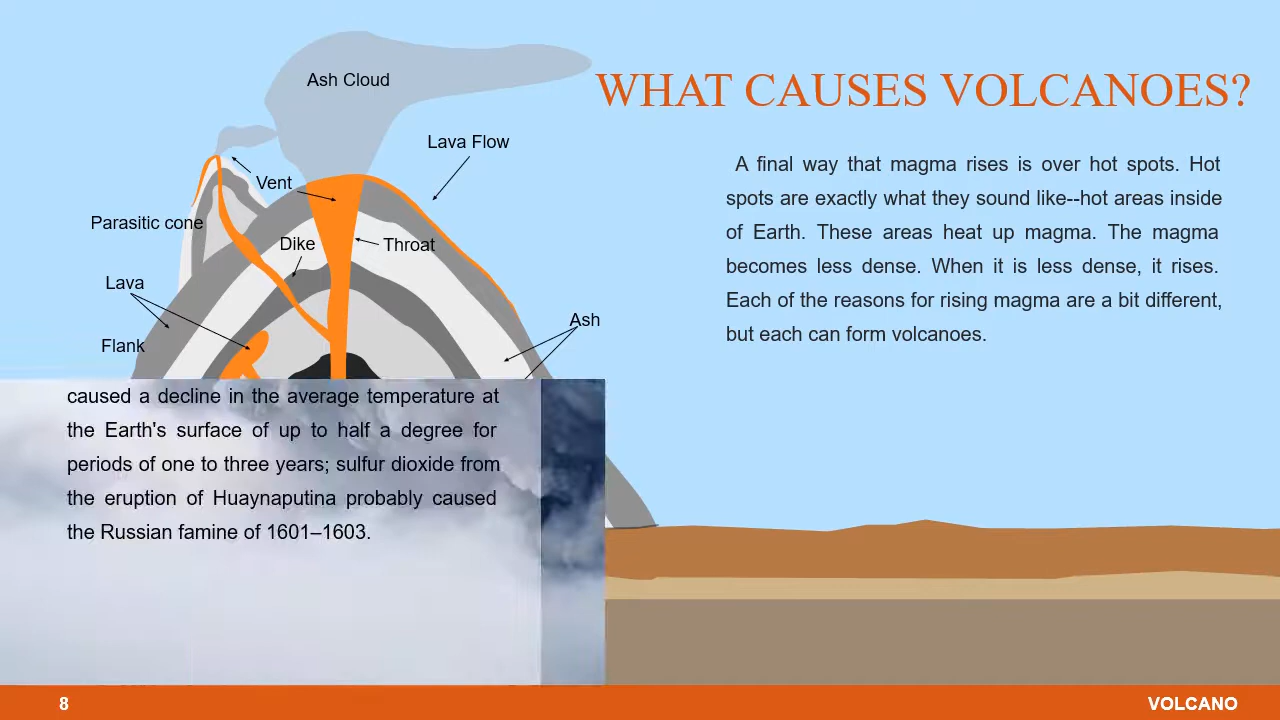 Ash Cloud
WHAT CAUSES VOLCANOES?
Lava Flow
Vent
Parasitic cone
Dike
Throat
Lava
Ash
Flank
A final way that magma rises is over hot spots. Hot
spots are exactly what they sound like--hot areas inside
of Earth. These areas heat up magma. The magma
becomes less dense. When it is less dense, it rises.
Each of the reasons for rising magma are a bit different,
but each can form volcanoes.
caused a decline in the average temperature at
the Earth's surface of up to half a degree for
periods of one to three years; sulfur dioxide from
the eruption of Huaynaputina probably caused
the Russian famine of 1601–1603.
8
VOLCANO